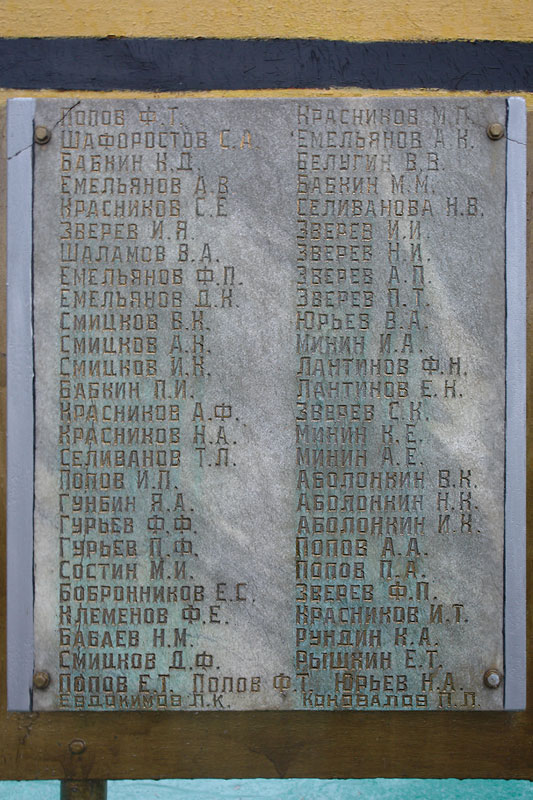 Попов Ф.Т.
Шафоростов С.А
Бабкин К.Д.
Емельянов А.В
Красников С.Е
Зверев И.Я.
Шаламов В.А.
Емельянов Ф.П.
Емельянов Д.К.
Смицков В.К.
Смицков А.К.
Смицков И.К.
Бабкин П.И.
Красников А.Ф.
Красников Н.А.
Селиванов Т.Л.
Попов И.П.
Гунбин Я.А.
Гурьев Ф.Ф.
Гурьев П.Ф.
Состин М.И.
Бобронников Е.С.
Клеменов Ф.Е.
Бабаев Н.М.
Смицков Д.Ф.
Красников М.П.
Емельянов А.К.
Белугин В.В.
Бабкин М.М.
Селиванова Н.В.
Зверев И.И.
Зверев Н.И.
Зверев А.П.
Зверев П.Т.
Юрьев В.А.
Минин И.А.
Лантинов Ф.Н.
Лантинов Е.К.
Зверев С.К.
Минин К.Е.
Минин А.Е.
Аболонкин В.К.
Аболонкин Н.К.
Аболонкин И.К.
Попов А.А.
Попов П.А.
Зверев Ф.П.
Красников И.Т.
Рундин К.А.
Рышкин Е.Т.
Попов Е.Т. Попов Ф.Т. Юрьев Н.А.
Евдокимов Л.К. Коновалов П.П.